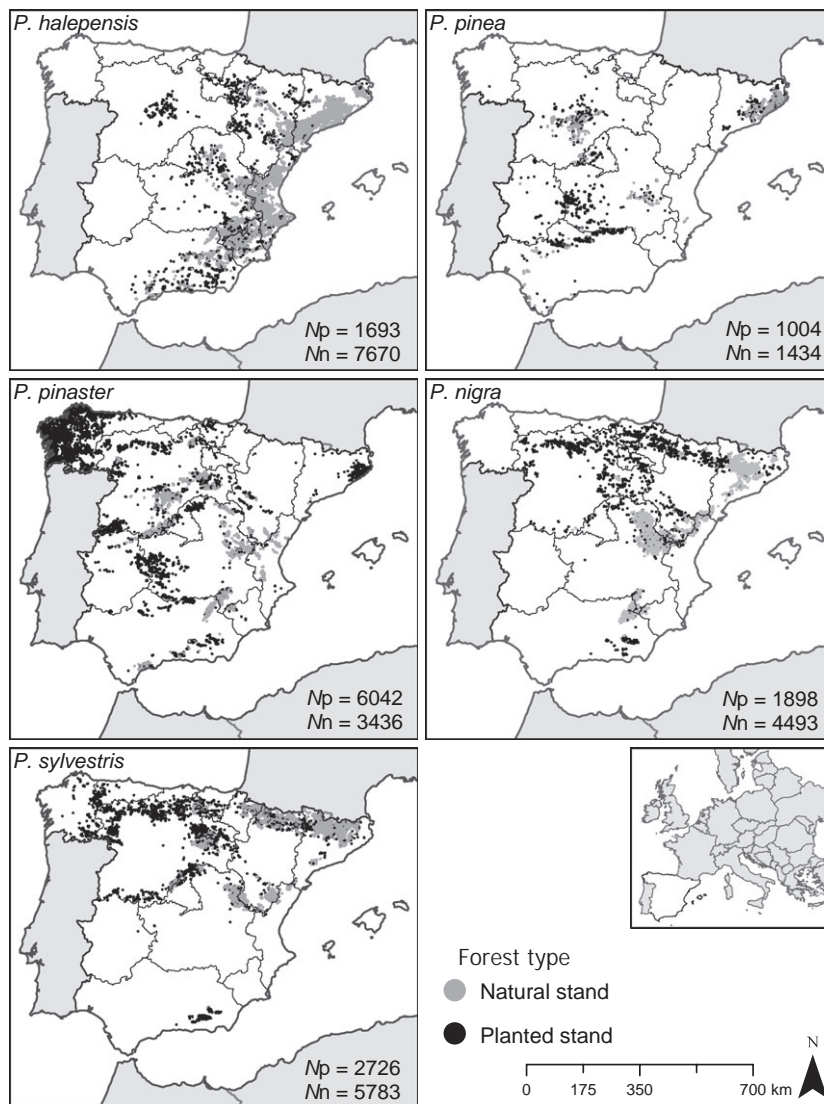 P. halepensis
Np = 1693
Nn = 7670
P. pinea
Np = 1004
Nn = 1434
P. pinaster
Np = 6042
Nn = 3436
P. nigra
Np = 1898
Nn = 4493
P. sylvestris
Np = 2726
Nn = 5783
Forest type
Natural stand
Planted stand
N
0 175 350 700 km